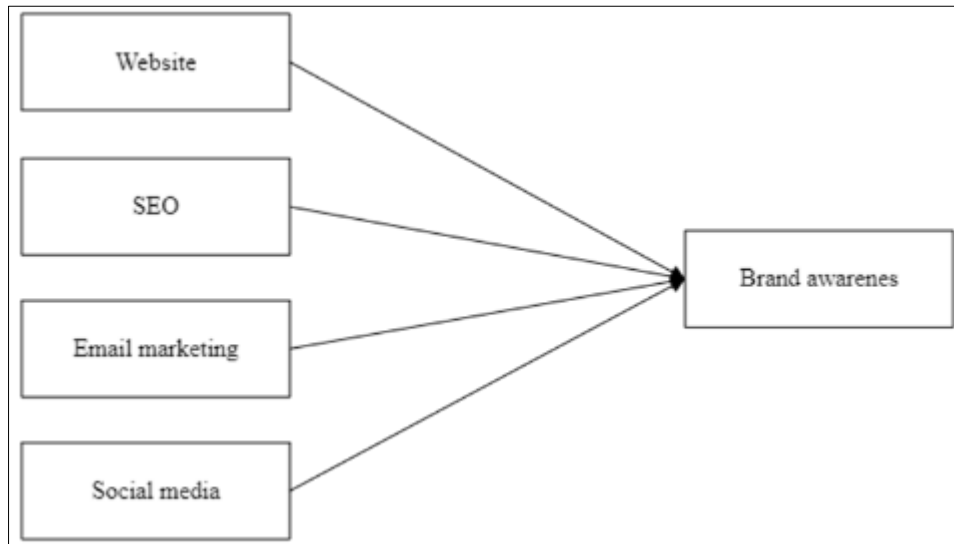 Website
SEO
Brand awarenes
Email marketing
Social media